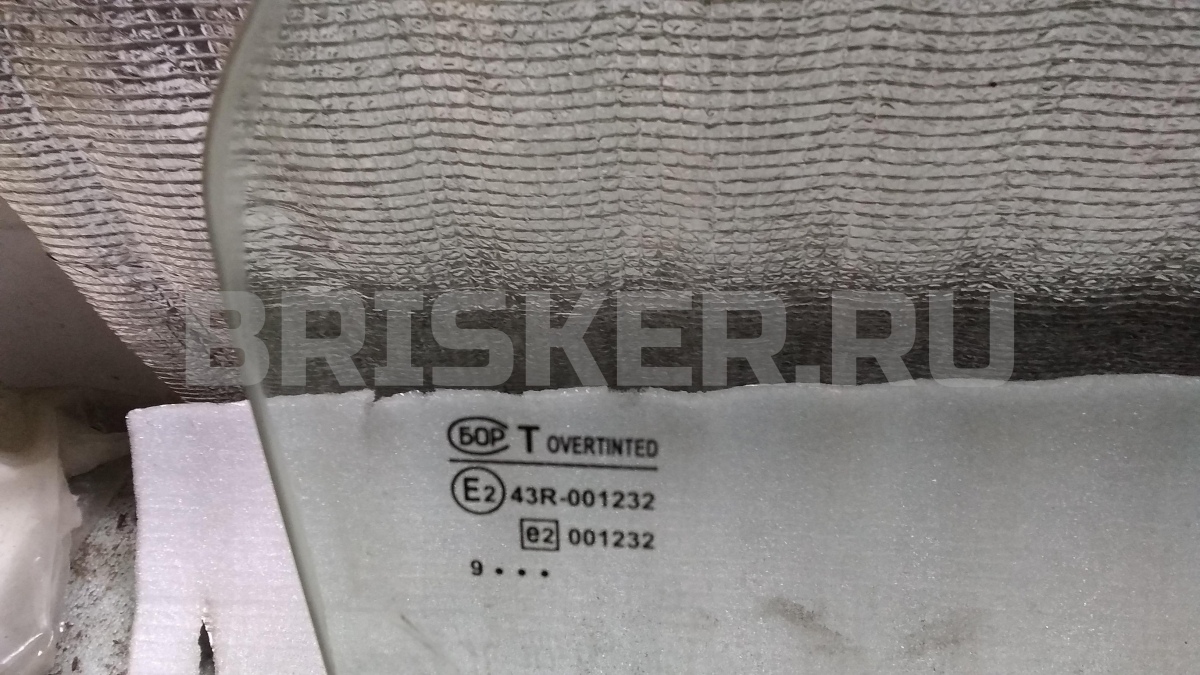 BRISKER.RU
БОР T OVERTINTED
E2 43R-001232
e2 001232
9 . . .